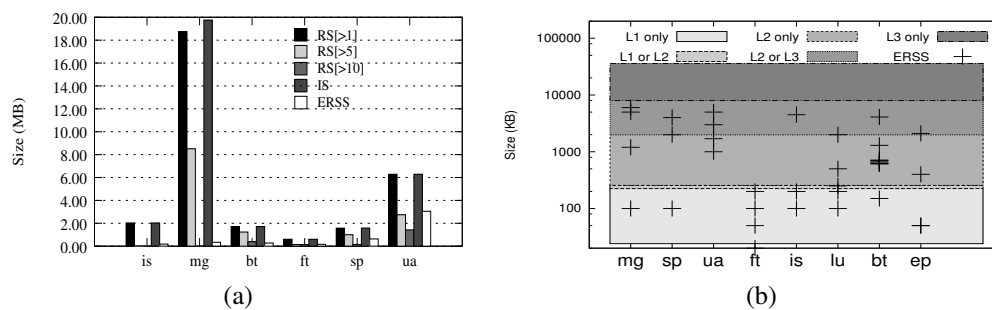 20.00
18.00
16.00
14.00
12.00
10.00
8.00
6.00
4.00
2.00
0.00
Size (MB)
RS[>1]
RS[>5]
RS[>10]
IS
ERSS
is mg bt ft sp ua
(a)
L1 only L2 only L3 only
L1 or L2 L2 or L3 ERSS
100000
10000
1000
100
Size (KB)
mg sp ua ft is lu bt ep
(b)